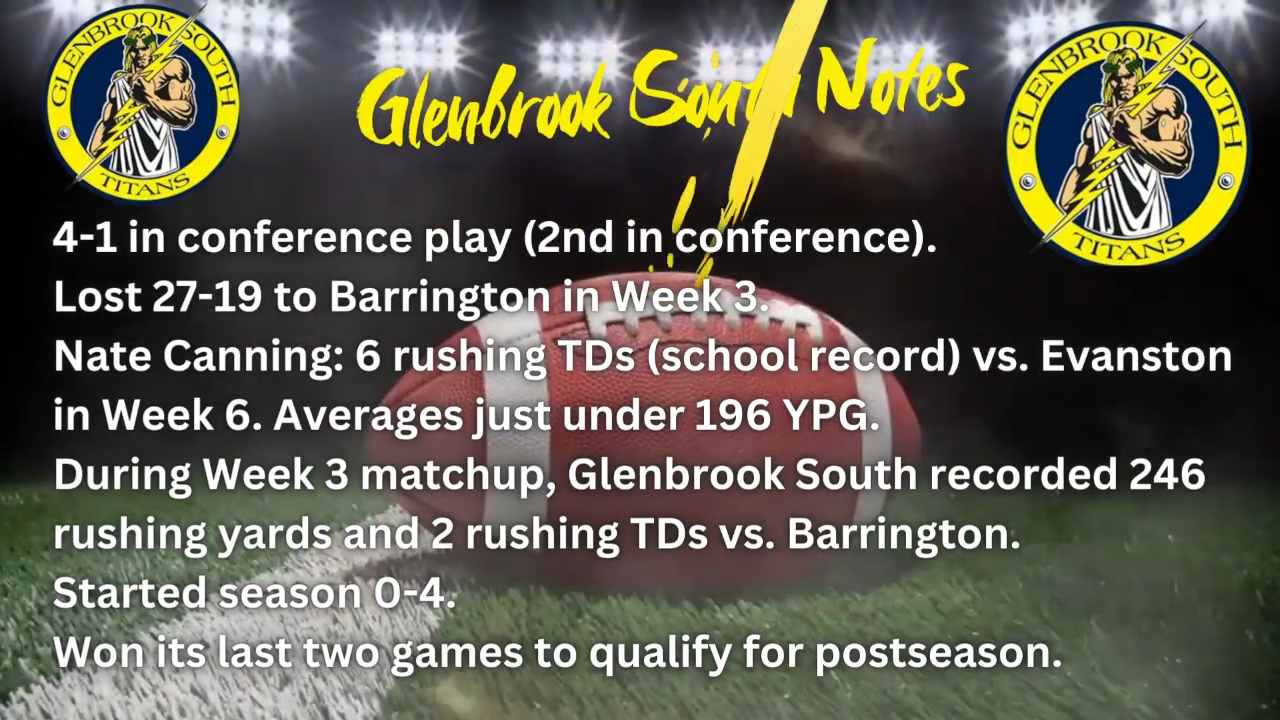 GLENBROOK SOUTH
TITANS
Glenbrook South Notes
GLENBROOK SOUTH
TITANS
4-1 in conference play (2nd in conference).
Lost 27-19 to Barrington in Week 3.
Nate Canning: 6 rushing TDs (school record) vs. Evanston
in Week 6. Averages just under 196 YPG.
During Week 3 matchup, Glenbrook South recorded 246
rushing yards and 2 rushing TDs vs. Barrington.
Started season 0-4.
Won its last two games to qualify for postseason.